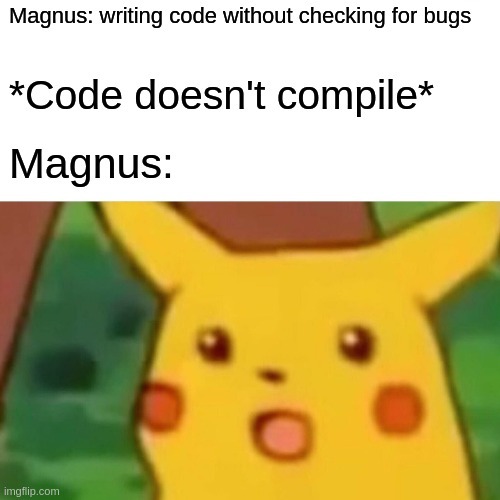 Magnus: writing code without checking for bugs
*Code doesn't compile*
Magnus:
imgflip.com